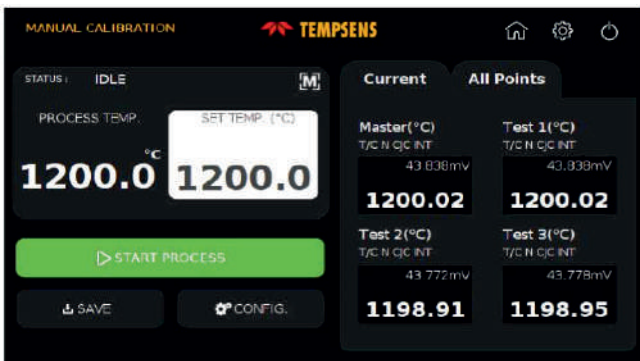 MANUAL CALIBRATION
TEMPSENS
STATUS: IDLE
M
PROCESS TEMP.
°C
1200.0
SET TEMP. (°C)
1200.0
START PROCESS
SAVE
CONFIG.
Current
All Points
Master(°C)
T/C N CJC INT
43.838mV
1200.02
Test 1(°C)
T/C N CJC INT
43.838mV
1200.02
Test 2(°C)
T/C N CJC INT
43.772mV
1198.91
Test 3(°C)
T/C N CJC INT
43.778mV
1198.95